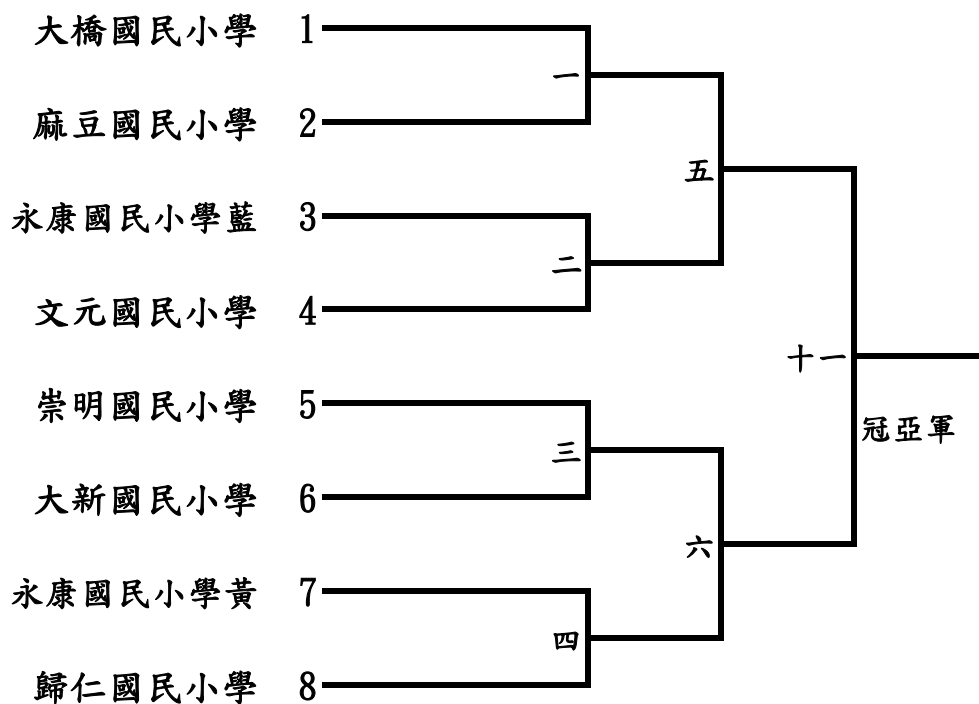 大橋國民小學 1
一
麻豆國民小學 2
五
永康國民小學藍 3
二
文元國民小學 4
十一
崇明國民小學 5
冠亞軍
三
大新國民小學 6
六
永康國民小學黃 7
四
歸仁國民小學 8